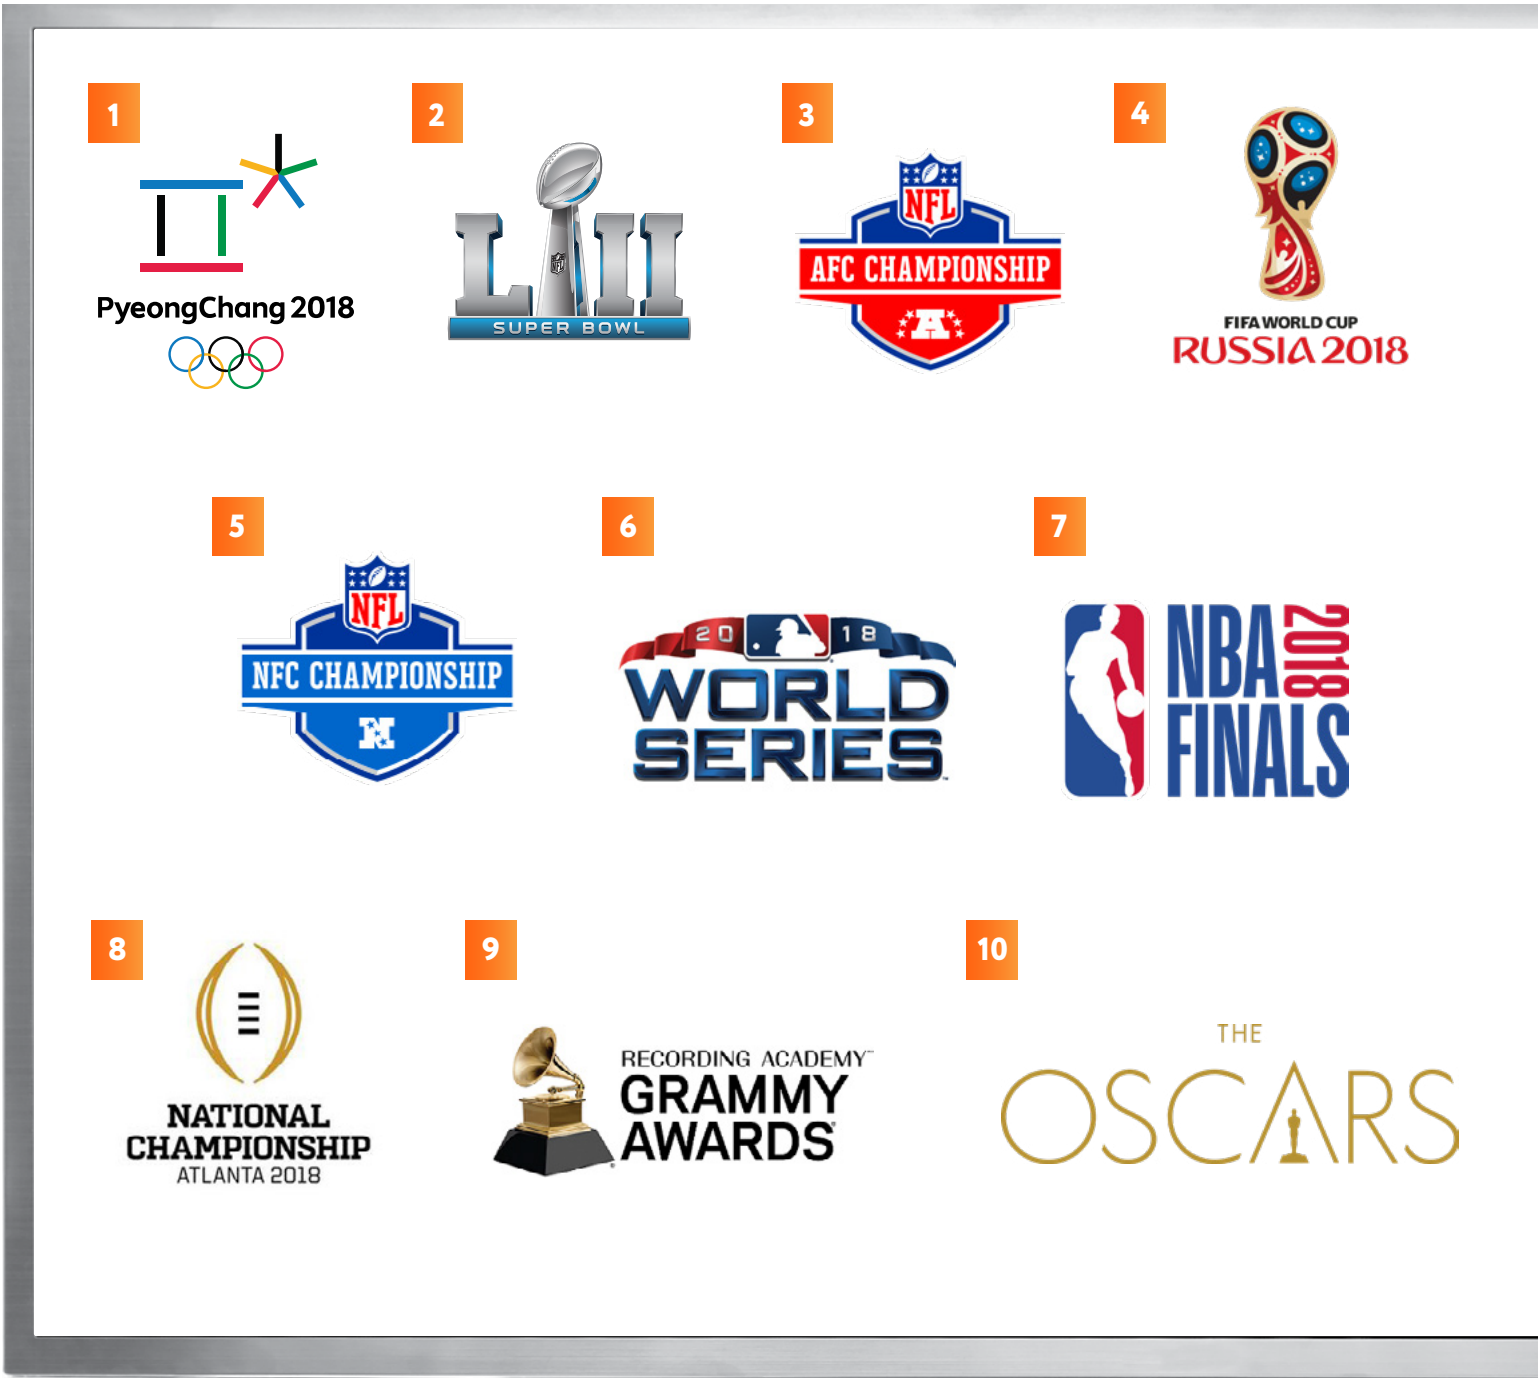 1
PyeongChang 2018
2
NFL
LII
SUPER BOWL
3
NFL
AFC CHAMPIONSHIP
A
4
FIFA WORLD CUP
RUSSIA 2018
5
NFL
NFC CHAMPIONSHIP
N
6
20 18
WORLD
SERIES
7
NBA 2018
FINALS
8
NATIONAL
CHAMPIONSHIP
ATLANTA 2018
9
RECORDING ACADEMY™
GRAMMY
AWARDS®
10
THE
OSCARS